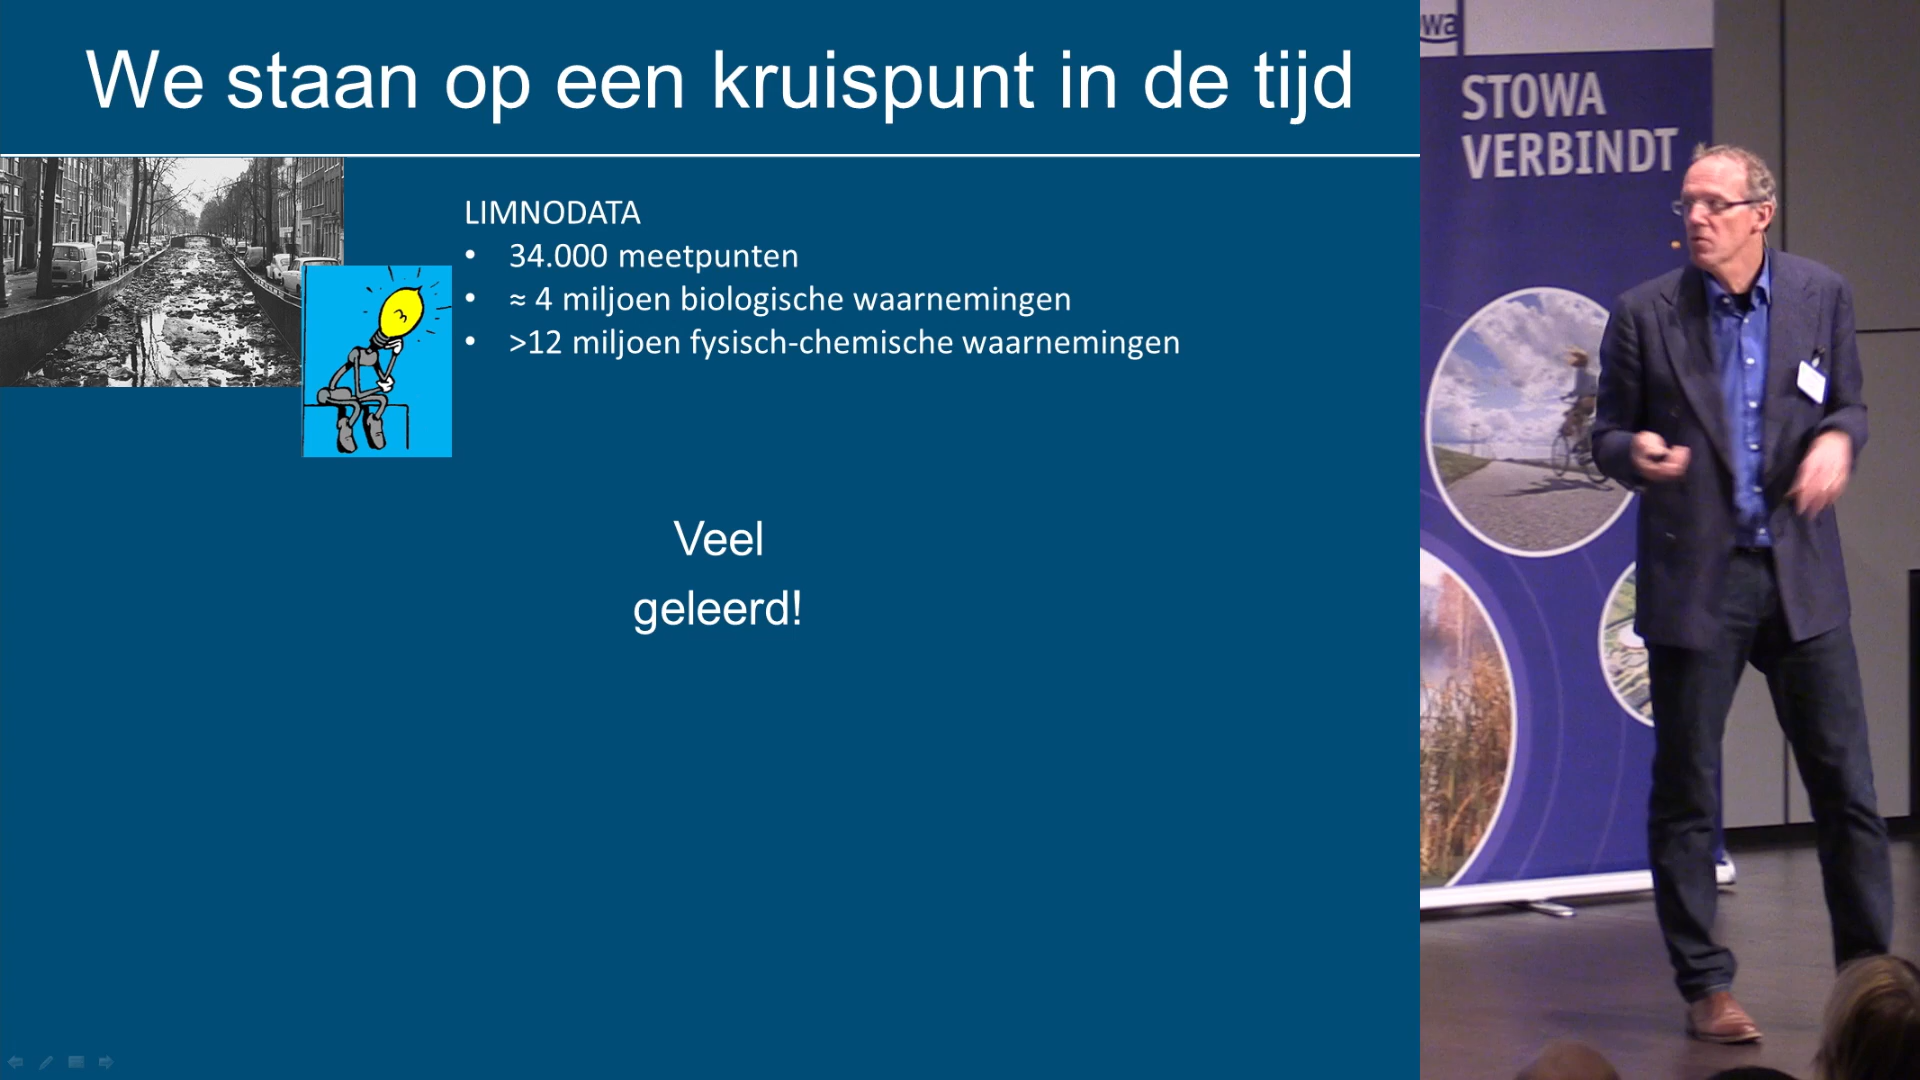 We staan op een kruispunt in de tijd
LIMNODATA
• 34.000 meetpunten
• ≈ 4 miljoen biologische waarnemingen
• >12 miljoen fysisch-chemische waarnemingen
Veel
geleerd!
wa
STOWA
VERBINDT